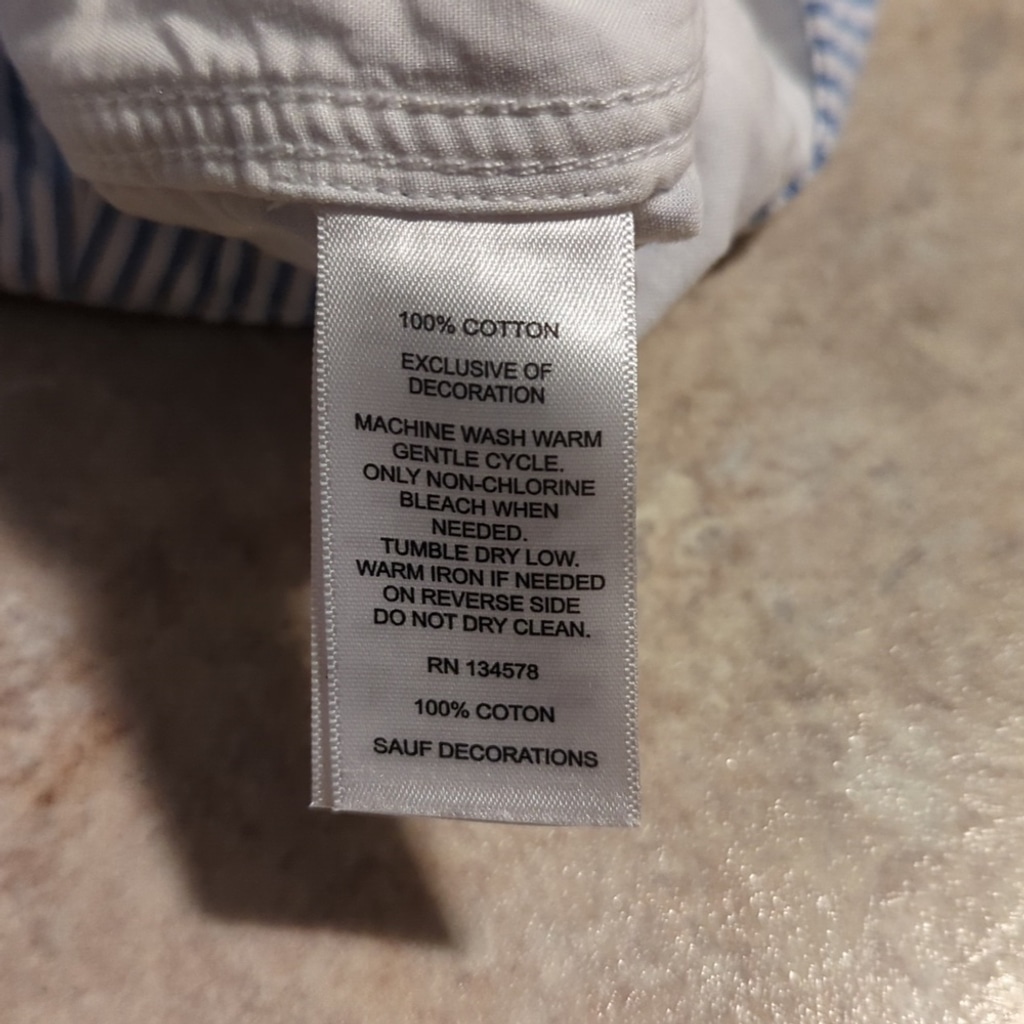 100% COTTON
EXCLUSIVE OF
DECORATION
MACHINE WASH WARM
GENTLE CYCLE.
ONLY NON-CHLORINE
BLEACH WHEN
NEEDED.
TUMBLE DRY LOW.
WARM IRON IF NEEDED
ON REVERSE SIDE
DO NOT DRY CLEAN.
RN 134578
100% COTON
SAUF DECORATIONS